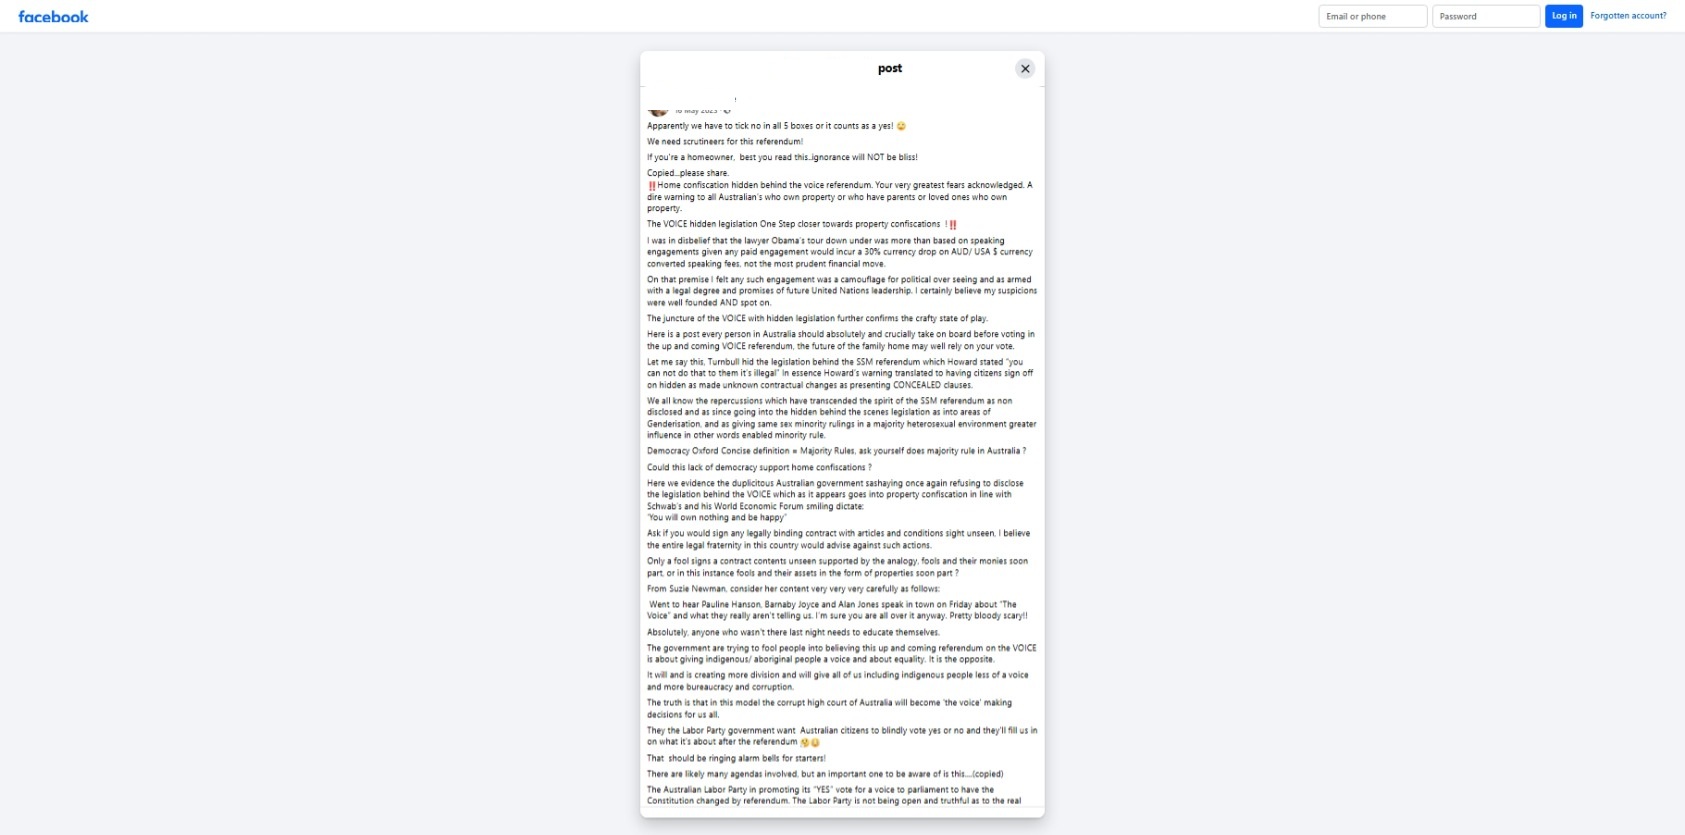 facebook
Email or phone
Password
Log in
Forgotten account?
post
16 May 2023
Apparently we have to tick no in all 5 boxes or it counts as a yes! 🙄
We need scrutineers for this referendum!
If you're a homeowner,  best you read this..ignorance will NOT be bliss!
Copied...please share.
‼️Home confiscation hidden behind the voice referendum. Your very greatest fears acknowledged. A
dire warning to all Australian's who own property or who have parents or loved ones who own
property.
The VOICE hidden legislation One Step closer towards property confiscations  !‼️
I was in disbelief that the lawyer Obama's tour down under was more than based on speaking
engagements given any paid engagement would incur a 30% currency drop on AUD/ USA $ currency
converted speaking fees, not the most prudent financial move.
On that premise I felt any such engagement was a camouflage for political over seeing and as armed
with a legal degree and promises of future United Nations leadership. I certainly believe my suspicions
were well founded AND spot on.
The juncture of the VOICE with hidden legislation further confirms the crafty state of play.
Here is a post every person in Australia should absolutely and crucially take on board before voting in
the up and coming VOICE referendum, the future of the family home may well rely on your vote.
Let me say this, Turnbull hid the legislation behind the SSM referendum which Howard stated "you
can not do that to them it's illegal" In essence Howard's warning translated to having citizens sign off
on hidden as made unknown contractual changes as presenting CONCEALED clauses.
We all know the repercussions which have transcended the spirit of the SSM referendum as non
disclosed and as since going into the hidden behind the scenes legislation as into areas of
Genderisation, and as giving same sex minority rulings in a majority heterosexual environment greater
influence in other words enabled minority rule.
Democracy Oxford Concise definition = Majority Rules, ask yourself does majority rule in Australia ?
Could this lack of democracy support home confiscations ?
Here we evidence the duplicitous Australian government sashaying once again refusing to disclose
the legislation behind the VOICE which as it appears goes into property confiscation in line with
Schwab's and his World Economic Forum smiling dictate:
"You will own nothing and be happy"
Ask if you would sign any legally binding contract with articles and conditions sight unseen, I believe
the entire legal fraternity in this country would advise against such actions.
Only a fool signs a contract contents unseen supported by the analogy, fools and their monies soon
part, or in this instance fools and their assets in the form of properties soon part ?
From Suzie Newman, consider her content very very very carefully as follows:
Went to hear Pauline Hanson, Barnaby Joyce and Alan Jones speak in town on Friday about "The
Voice" and what they really aren't telling us. I'm sure you are all over it anyway. Pretty bloody scary!!
Absolutely, anyone who wasn't there last night needs to educate themselves.
The government are trying to fool people into believing this up and coming referendum on the VOICE
is about giving indigenous/ aboriginal people a voice and about equality. It is the opposite.
It will and is creating more division and will give all of us including indigenous people less of a voice
and more bureaucracy and corruption.
The truth is that in this model the corrupt high court of Australia will become 'the voice' making
decisions for us all.
They the Labor Party government want  Australian citizens to blindly vote yes or no and they'll fill us in
on what it's about after the referendum
That  should be ringing alarm bells for starters!
There are likely many agendas involved, but an important one to be aware of is this....(copied)
The Australian Labor Party in promoting its "YES" vote for a voice to parliament to have the
Constitution changed by referendum. The Labor Party is not being open and truthful as to the real